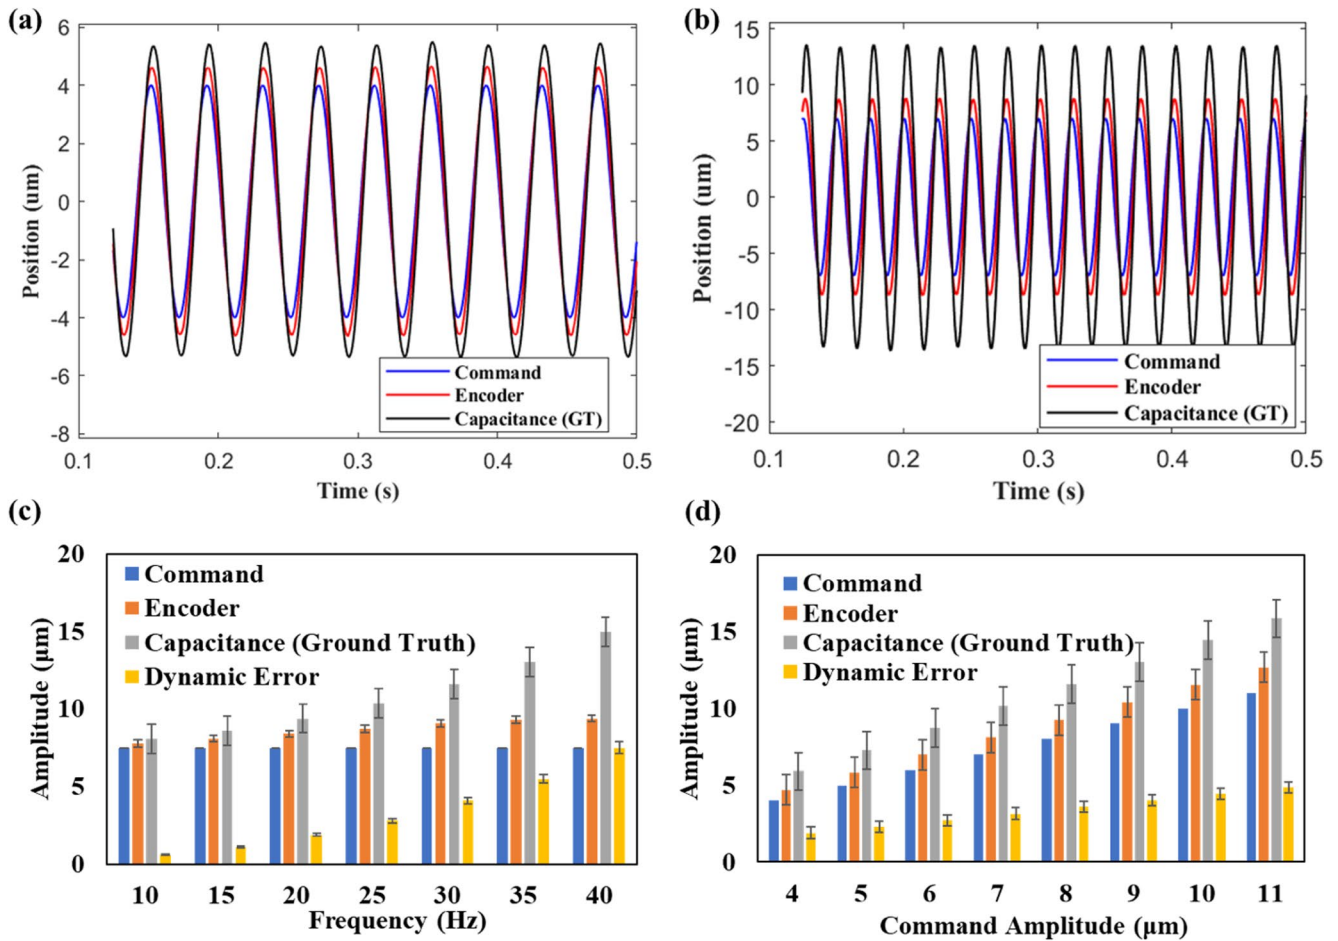 (a)
6
4
2
0
-2
-4
-6
-8
Position (um)
Command
Encoder
Capacitance (GT)
0.1
0.2
0.3
0.4
0.5
Time (s)
(b)
15
10
5
0
-5
-10
-15
-20
Position (um)
Command
Encoder
Capacitance (GT)
0.1
0.2
0.3
0.4
0.5
Time (s)
(c)
20
15
10
5
0
Amplitude (μm)
Command
Encoder
Capacitance (Ground Truth)
Dynamic Error
10
15
20
25
30
35
40
Frequency (Hz)
(d)
20
15
10
5
0
Amplitude (μm)
Command
Encoder
Capacitance (Ground Truth)
Dynamic Error
4
5
6
7
8
9
10
11
Command Amplitude (μm)